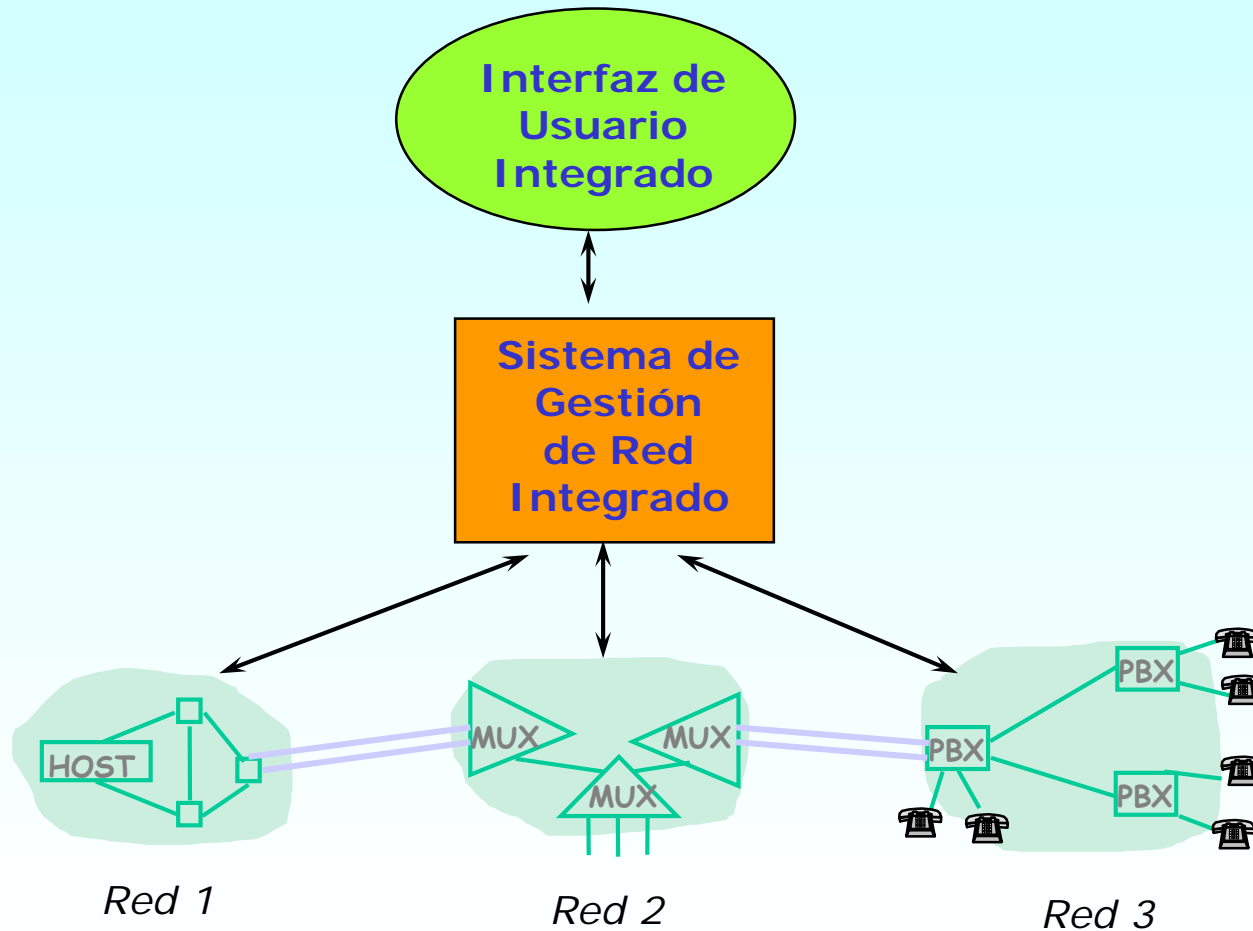 Interfaz de
Usuario
Integrado
Sistema de
Gestión
de Red
Integrado
HOST
MUX
MUX
MUX
PBX
PBX
PBX
Red 1
Red 2
Red 3